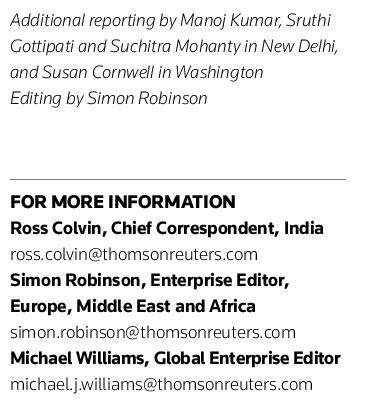 Additional reporting by Manoj Kumar, Sruthi
Gottipati and Suchitra Mohanty in New Delhi,
and Susan Cornwell in Washington
Editing by Simon Robinson
FOR MORE INFORMATION
Ross Colvin, Chief Correspondent, India
ross.colvin@thomsonreuters.com
Simon Robinson, Enterprise Editor,
Europe, Middle East and Africa
simon.robinson@thomsonreuters.com
Michael Williams, Global Enterprise Editor
michael.j.williams@thomsonreuters.com